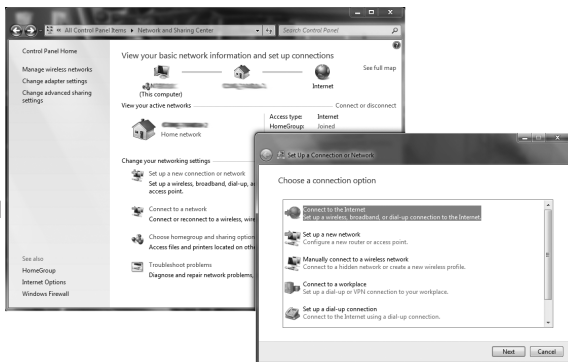 « All Control Panel Items ▸ Network and Sharing Center
Search Control Panel
Control Panel Home
Manage wireless networks
Change adapter settings
Change advanced sharing
settings
See also
HomeGroup
Internet Options
Windows Firewall
View your basic network information and set up connections
See full map
(This computer)
Internet
View your active networks
Connect or disconnect
Home network
Access type: Internet
HomeGroup: Joined
Change your networking settings
Set up a new connection or network
Set up a wireless, broadband, dial-up,
access point.
Connect to a network
Connect or reconnect to a wireless,
Choose homegroup and sharing
Access files and printers located on
Troubleshoot problems
Diagnose and repair network problems,
Set Up a Connection or Network
Choose a connection option
Connect to the Internet
Set up a wireless, broadband, or dial-up connection to the Internet.
Set up a new network
Configure a new router or access point.
Manually connect to a wireless network
Connect to a hidden network or create a new wireless profile.
Connect to a workplace
Set up a dial-up or VPN connection to your workplace.
Set up a dial-up connection
Connect to the Internet using a dial-up connection.
Next
Cancel